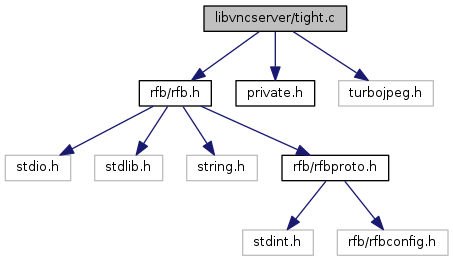 libvncserver/tight.c
rfb/rfb.h
private.h
turbojpeg.h
stdio.h
stdlib.h
string.h
rfb/rfbproto.h
stdint.h
rfb/rfbconfig.h